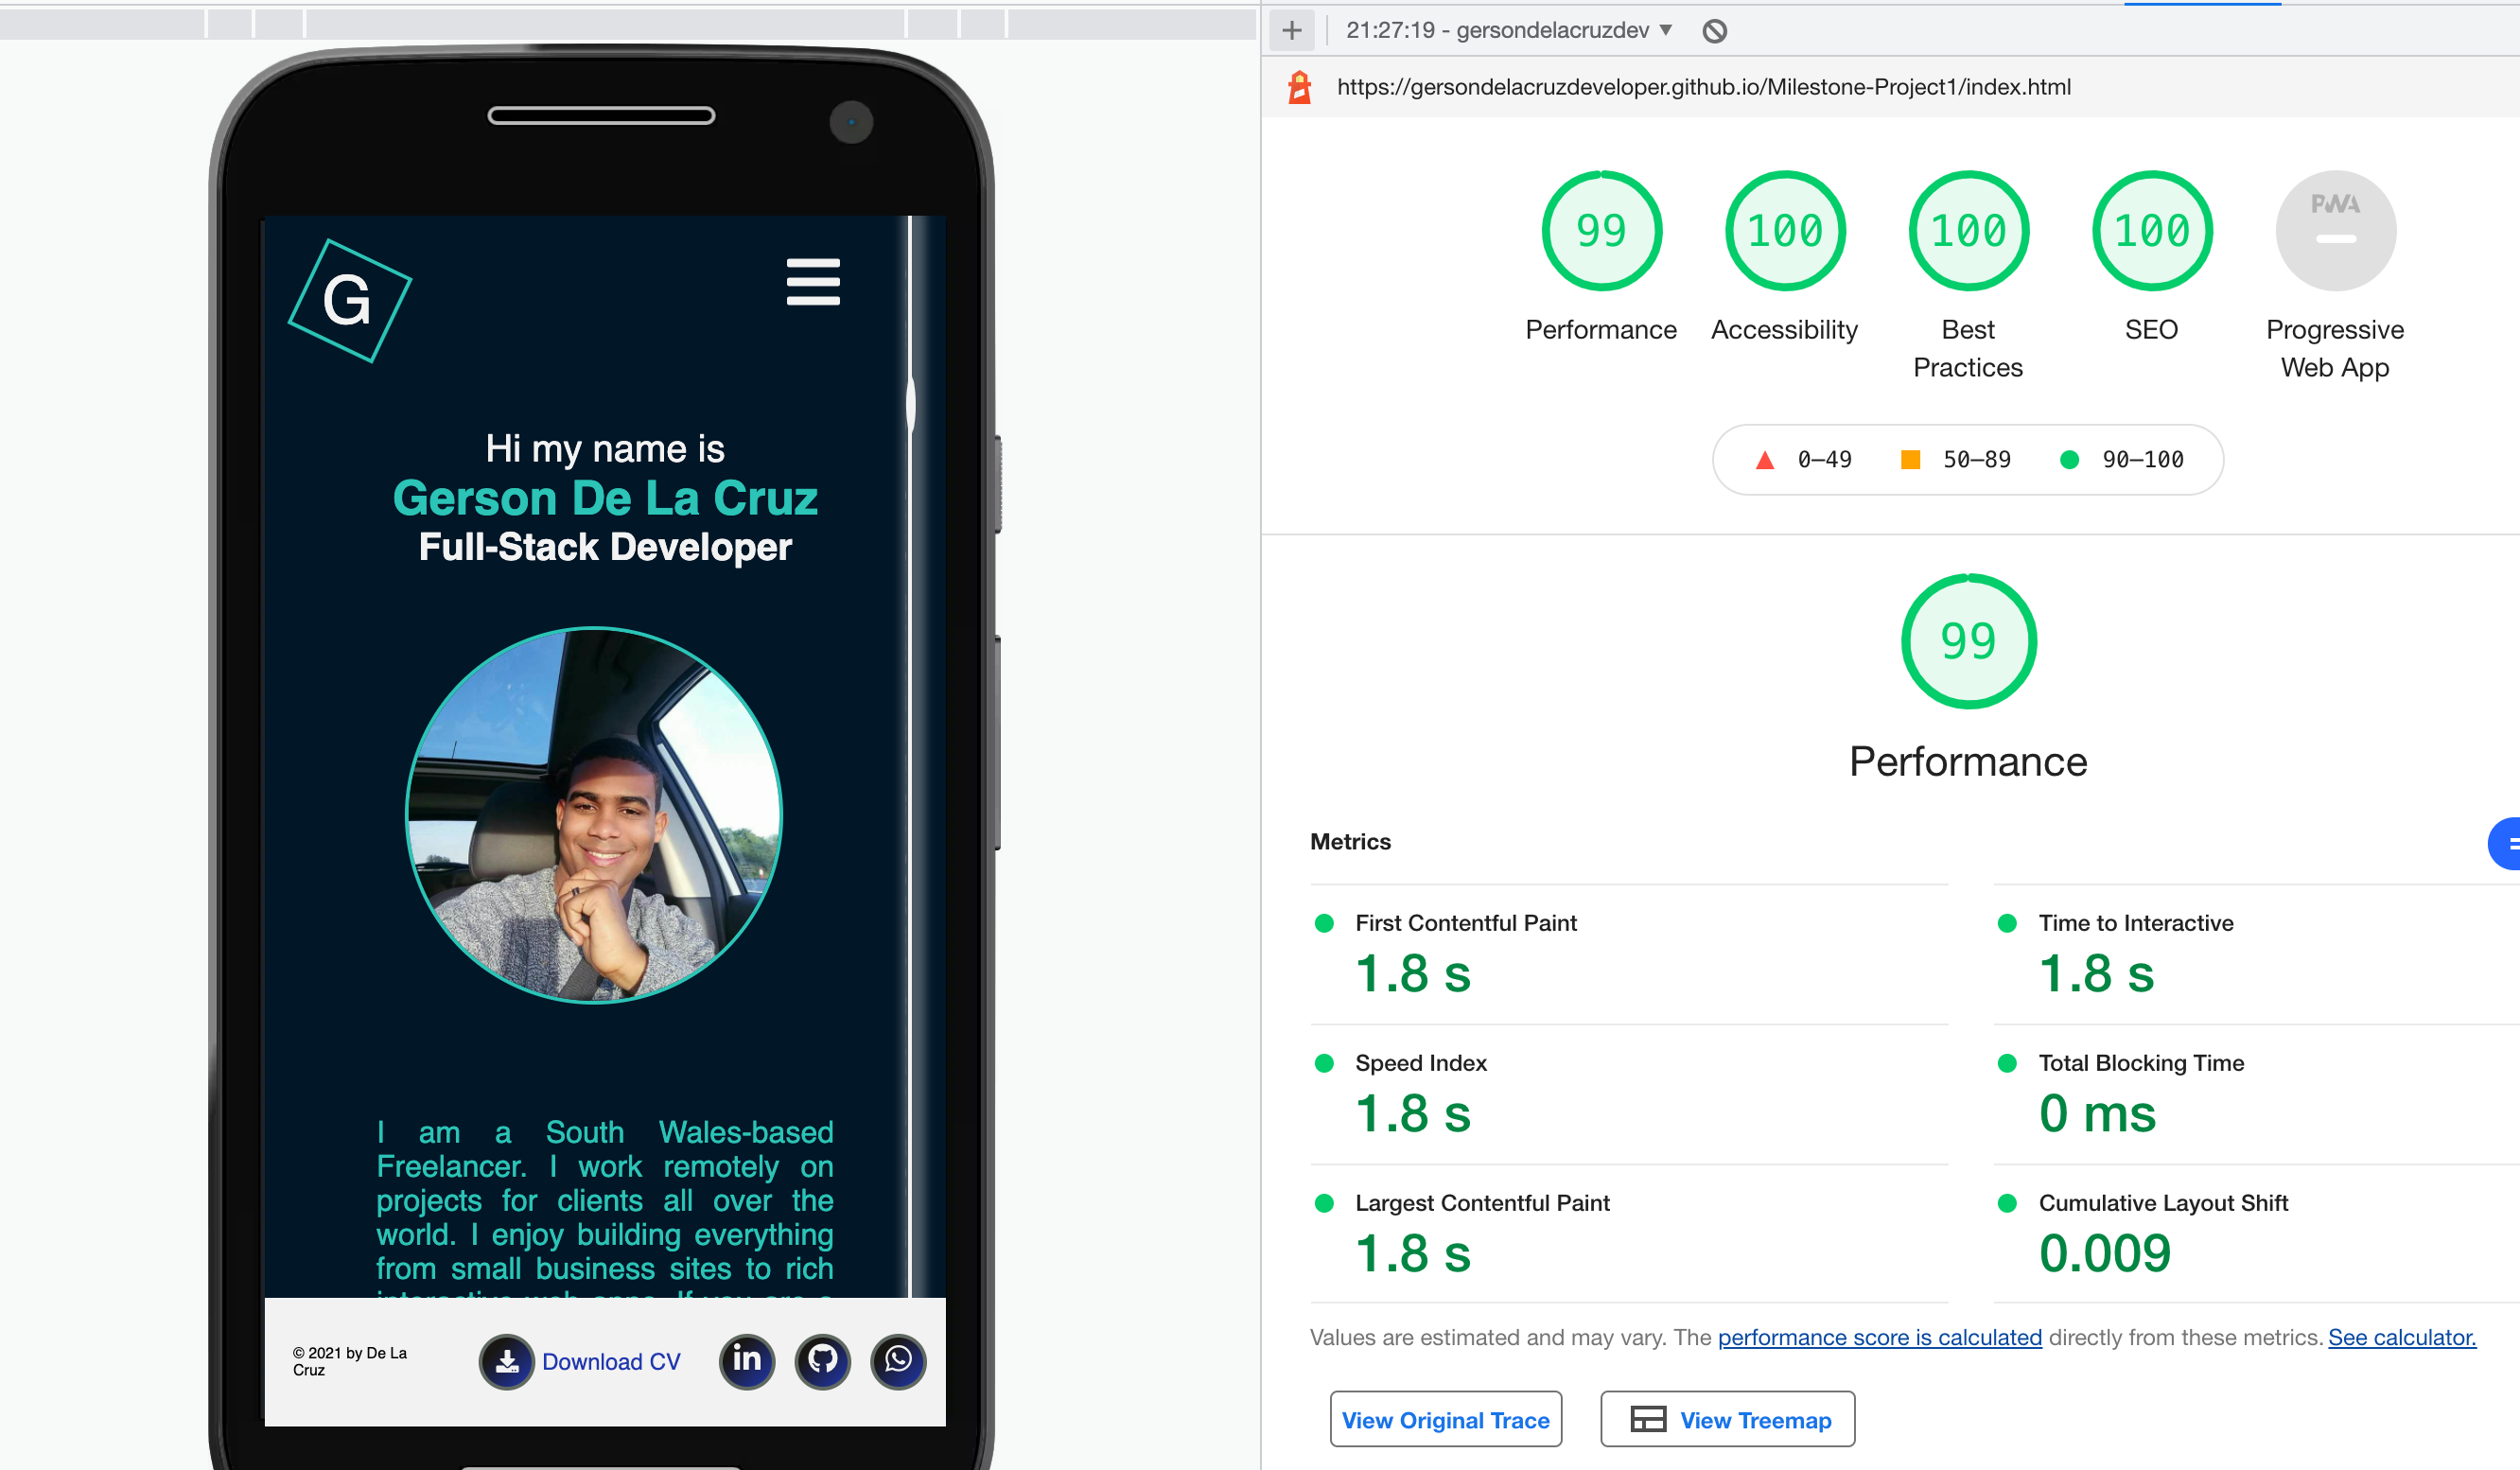 21:27:19 - gersondelacruzdev ▼
https://gersondelacruzdeveloper.github.io/Milestone-Project1/index.html
G
Hi my name is
Gerson De La Cruz
Full-Stack Developer
I am a South Wales-based
Freelancer. I work remotely on
projects for clients all over the
world. I enjoy building everything
from small business sites to rich
© 2021 by De La
Cruz
Download CV
in
99
Performance
100
Accessibility
100
Best
Practices
100
SEO
PWA
Progressive
Web App
0–49
50–89
90–100
99
Performance
Metrics
First Contentful Paint
1.8 s
Time to Interactive
1.8 s
Speed Index
1.8 s
Total Blocking Time
0 ms
Largest Contentful Paint
1.8 s
Cumulative Layout Shift
0.009
Values are estimated and may vary. The performance score is calculated directly from these metrics. See calculator.
View Original Trace
View Treemap